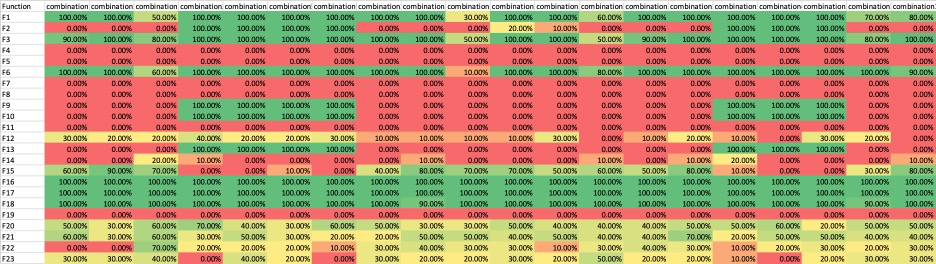 Function combination combination combination combination combination combination combination combination combination combination combination combination combination combination combination combination combination combination combination combination
F1 100.00% 100.00% 50.00% 100.00% 100.00% 100.00% 100.00% 100.00% 100.00% 30.00% 100.00% 100.00% 60.00% 100.00% 100.00% 100.00% 100.00% 100.00% 70.00% 80.00%
F2 0.00% 0.00% 0.00% 100.00% 100.00% 100.00% 100.00% 0.00% 0.00% 0.00% 20.00% 10.00% 0.00% 0.00% 0.00% 100.00% 100.00% 100.00% 0.00% 0.00%
F3 90.00% 100.00% 80.00% 100.00% 100.00% 100.00% 100.00% 100.00% 100.00% 50.00% 100.00% 100.00% 50.00% 90.00% 100.00% 100.00% 100.00% 100.00% 80.00% 100.00%
F4 0.00% 0.00% 0.00% 0.00% 0.00% 0.00% 0.00% 0.00% 0.00% 0.00% 0.00% 0.00% 0.00% 0.00% 0.00% 0.00% 0.00% 0.00% 0.00% 0.00%
F5 0.00% 0.00% 0.00% 0.00% 0.00% 0.00% 0.00% 0.00% 0.00% 0.00% 0.00% 0.00% 0.00% 0.00% 0.00% 0.00% 0.00% 0.00% 0.00% 0.00%
F6 100.00% 100.00% 60.00% 100.00% 100.00% 100.00% 100.00% 100.00% 100.00% 10.00% 100.00% 100.00% 80.00% 100.00% 100.00% 100.00% 100.00% 100.00% 100.00% 90.00%
F7 0.00% 0.00% 0.00% 0.00% 0.00% 0.00% 0.00% 0.00% 0.00% 0.00% 0.00% 0.00% 0.00% 0.00% 0.00% 0.00% 0.00% 0.00% 0.00% 0.00%
F8 0.00% 0.00% 0.00% 0.00% 0.00% 0.00% 0.00% 0.00% 0.00% 0.00% 0.00% 0.00% 0.00% 0.00% 0.00% 0.00% 0.00% 0.00% 0.00% 0.00%
F9 0.00% 0.00% 0.00% 100.00% 100.00% 100.00% 100.00% 0.00% 0.00% 0.00% 0.00% 0.00% 0.00% 0.00% 0.00% 100.00% 100.00% 100.00% 0.00% 0.00%
F10 0.00% 0.00% 0.00% 100.00% 100.00% 100.00% 100.00% 0.00% 0.00% 0.00% 0.00% 0.00% 0.00% 0.00% 0.00% 100.00% 100.00% 100.00% 0.00% 0.00%
F11 0.00% 0.00% 0.00% 0.00% 0.00% 0.00% 0.00% 0.00% 0.00% 0.00% 0.00% 0.00% 0.00% 0.00% 0.00% 0.00% 0.00% 0.00% 0.00% 0.00%
F12 30.00% 20.00% 20.00% 40.00% 20.00% 20.00% 30.00% 10.00% 10.00% 10.00% 10.00% 30.00% 0.00% 10.00% 20.00% 10.00% 0.00% 30.00% 20.00% 0.00%
F13 0.00% 0.00% 0.00% 100.00% 100.00% 100.00% 100.00% 0.00% 0.00% 0.00% 0.00% 0.00% 0.00% 0.00% 0.00% 100.00% 100.00% 100.00% 0.00% 0.00%
F14 0.00% 0.00% 20.00% 10.00% 0.00% 0.00% 0.00% 0.00% 10.00% 0.00% 0.00% 0.00% 0.00% 0.00% 10.00% 20.00% 0.00% 0.00% 0.00% 10.00%
F15 60.00% 90.00% 70.00% 0.00% 0.00% 10.00% 0.00% 40.00% 80.00% 70.00% 70.00% 50.00% 60.00% 50.00% 80.00% 10.00% 0.00% 0.00% 30.00% 80.00%
F16 100.00% 100.00% 100.00% 100.00% 100.00% 100.00% 100.00% 100.00% 100.00% 100.00% 100.00% 100.00% 100.00% 100.00% 100.00% 100.00% 100.00% 100.00% 100.00% 100.00%
F17 100.00% 100.00% 100.00% 100.00% 100.00% 100.00% 100.00% 100.00% 100.00% 100.00% 100.00% 100.00% 100.00% 100.00% 100.00% 100.00% 100.00% 100.00% 100.00% 100.00%
F18 100.00% 100.00% 100.00% 100.00% 100.00% 100.00% 100.00% 100.00% 90.00% 100.00% 100.00% 100.00% 100.00% 100.00% 100.00% 100.00% 100.00% 100.00% 90.00% 100.00%
F19 0.00% 0.00% 0.00% 0.00% 0.00% 0.00% 0.00% 0.00% 0.00% 0.00% 0.00% 0.00% 0.00% 0.00% 0.00% 0.00% 0.00% 0.00% 0.00% 0.00%
F20 50.00% 30.00% 60.00% 70.00% 40.00% 30.00% 60.00% 50.00% 50.00% 40.00% 30.00% 50.00% 40.00% 40.00% 30.00% 50.00% 60.00% 20.00% 50.00% 50.00%
F21 60.00% 30.00% 60.00% 30.00% 50.00% 30.00% 20.00% 20.00% 50.00% 50.00% 50.00% 50.00% 40.00% 40.00% 70.00% 20.00% 50.00% 40.00% 50.00% 50.00%
F22 0.00% 0.00% 70.00% 20.00% 20.00% 20.00% 10.00% 30.00% 40.00% 30.00% 30.00% 10.00% 30.00% 40.00% 30.00% 10.00% 20.00% 40.00% 30.00% 30.00%
F23 30.00% 30.00% 40.00% 0.00% 40.00% 20.00% 0.00% 30.00% 30.00% 20.00% 30.00% 20.00% 50.00% 20.00% 20.00% 10.00% 40.00% 20.00% 20.00% 30.00%